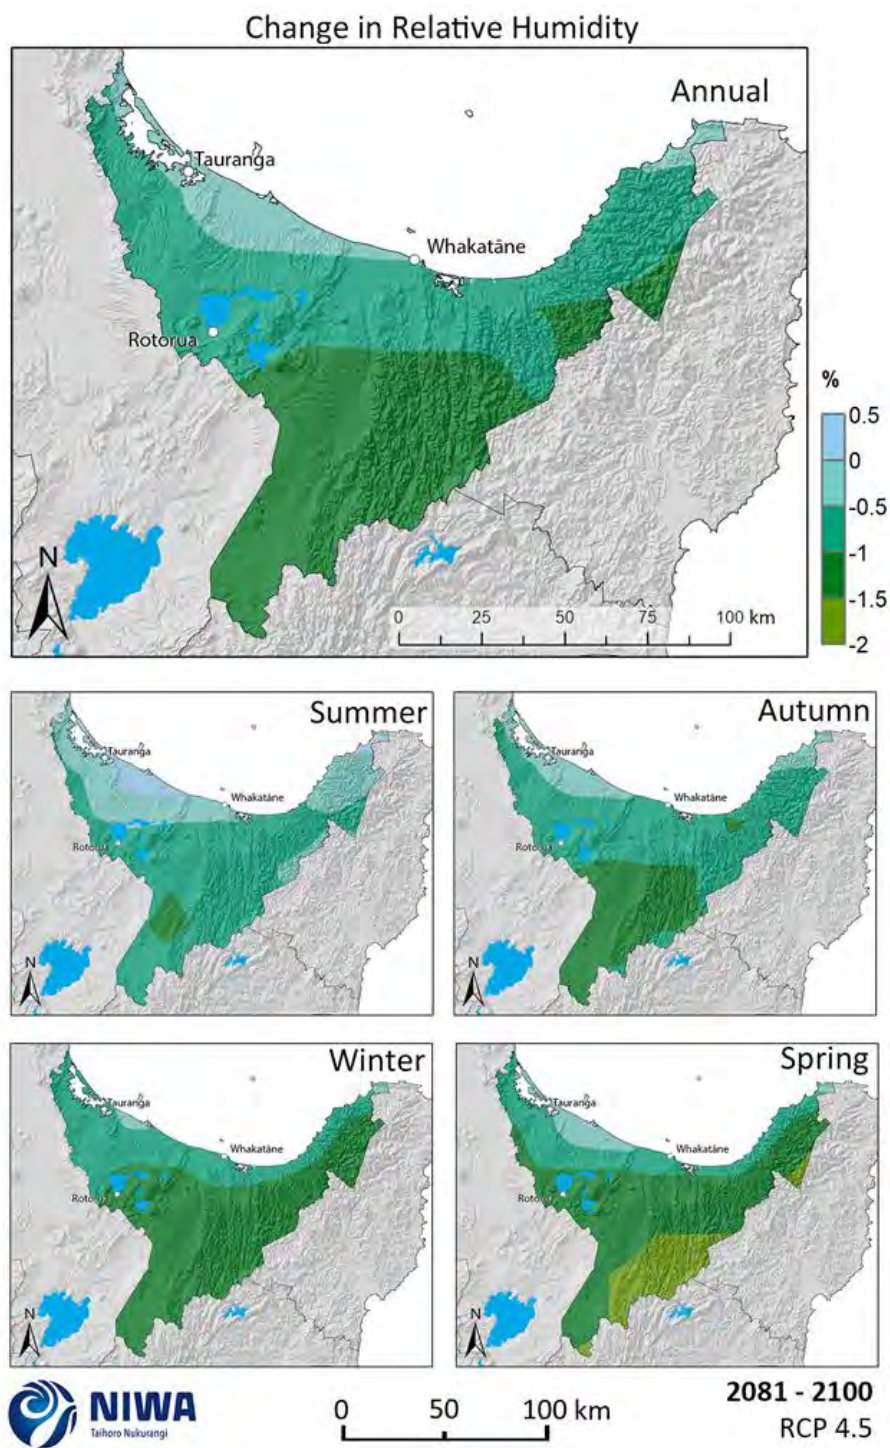 Change in Relative Humidity
Annual
Tauranga
Whakatāne
Rotorua
%
0.5
0
-0.5
-1
-1.5
-2
N
0 25 50 75 100 km
Summer
Tauranga
Whakatāne
Rotorua
N
Autumn
Tauranga
Whakatāne
Rotorua
N
Winter
Tauranga
Whakatāne
Rotorua
N
Spring
Tauranga
Whakatāne
Rotorua
N
NIWA
Taihoro Nukurangi
0 50 100 km
2081 - 2100
RCP 4.5